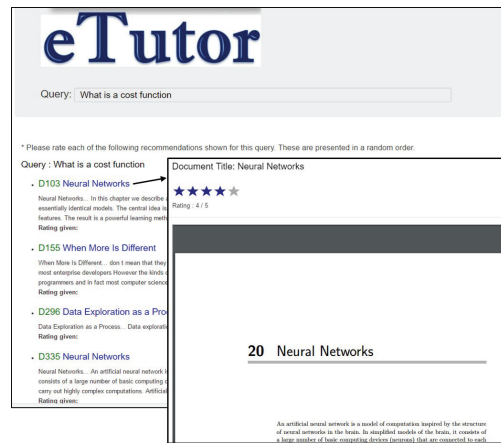 eTutor
Query: What is a cost function
* Please rate each of the following recommendations shown for this query. These are presented in a random order.
Query : What is a cost function
• D103 Neural Networks
Neural Networks... In this chapter we describe
essentially identical models. The central idea is
features. The result is a powerful learning meth
Rating given:
• D155 When More Is Different
When More Is Different... don t mean that they
most enterprise developers.However the kinds
programmers and in fact most computer science
Rating given:
• D296 Data Exploration as a Pro
Data Exploration as a Process... Data explorati
Rating given:
• D335 Neural Networks
Neural Networks... An artificial neural network i
consists of a large number of basic computing
carry out highly complex computations. Artificial
Rating given:
Document Title: Neural Networks
Rating : 4 / 5
20 Neural Networks
An artificial neural network is a model of computation inspired by the structure
of neural networks in the brain. In simplified models of the brain, it consists of
a large number of basic computing devices (neurons) that are connected to each